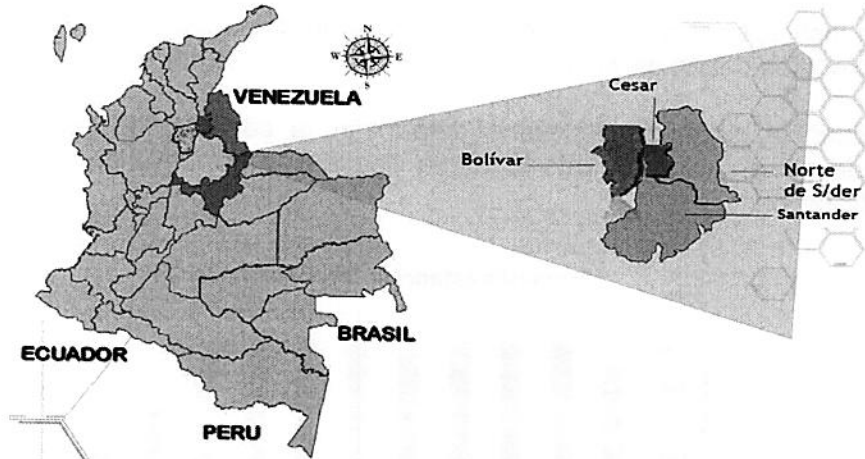 N
W E
S
VENEZUELA
Cesar
Bolívar
Norte
de S/der
Santander
BRASIL
ECUADOR
PERU